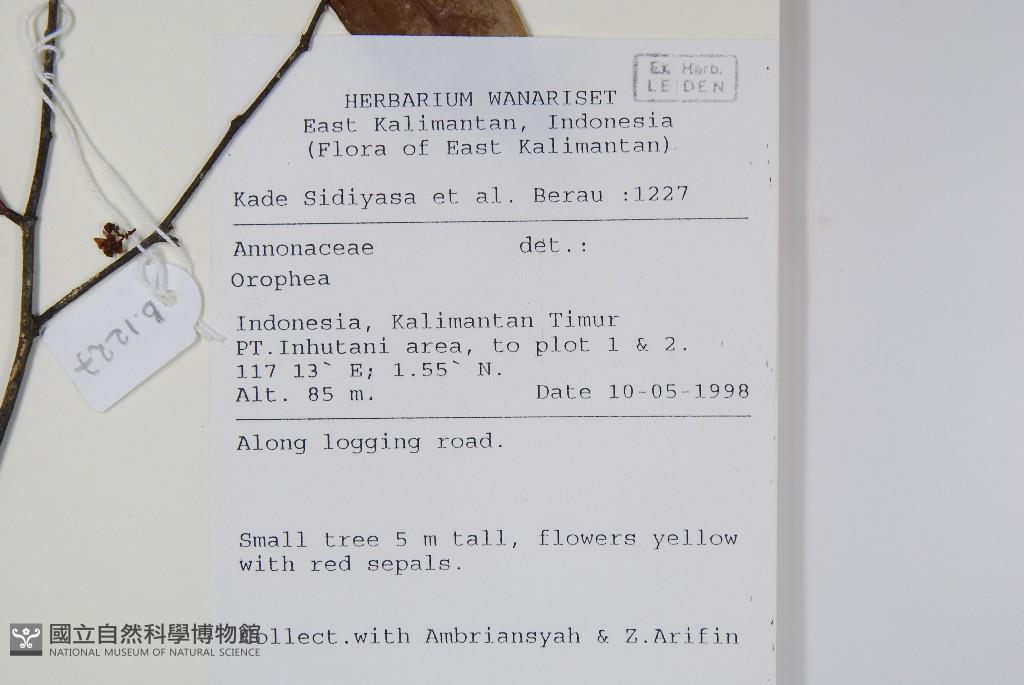 Ex Herb.
LEIDEN
HERBARIUM WANARISET
East Kalimantan, Indonesia
(Flora of East Kalimantan)
Kade Sidiyasa et al. Berau :1227
Annonaceae det.:
Orophea
B.1227
Indonesia, Kalimantan Timur
PT.Inhutani area, to plot 1 & 2.
117 13` E; 1.55` N.
Alt. 85 m. Date 10-05-1998
Along logging road.
Small tree 5 m tall, flowers yellow
with red sepals.
Collect.with Ambriansyah & Z.Arifin
國立自然科學博物館
NATIONAL MUSEUM OF NATURAL SCIENCE